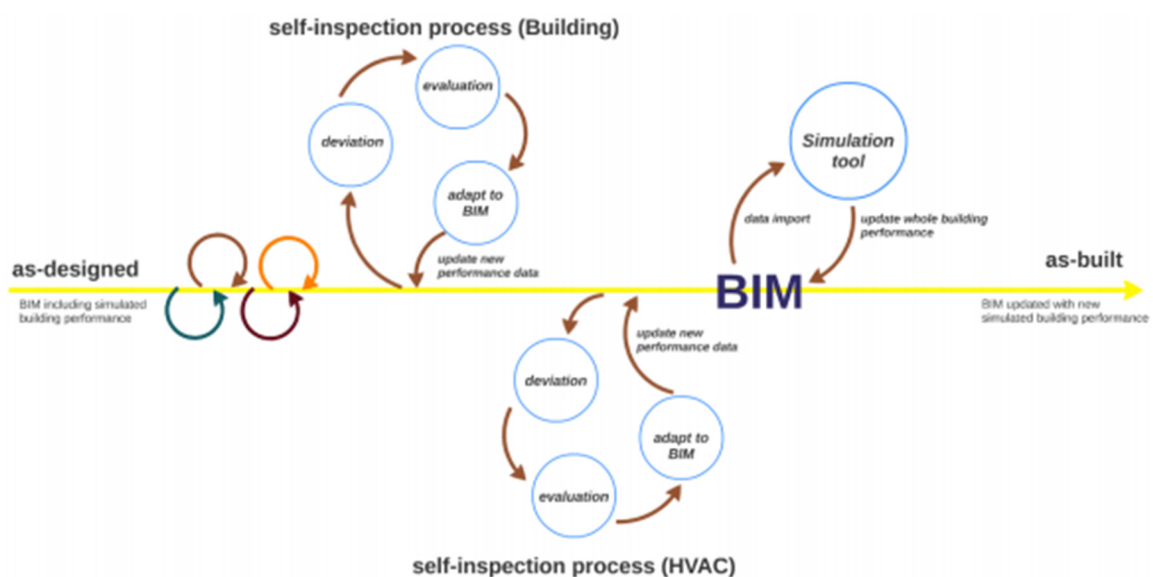 self-inspection process (Building)
evaluation
deviation
adapt to
BIM
update new
performance data
Simulation
tool
data import
update whole building
performance
as-designed
BIM including simulated
building performance
BIM
as-built
BIM updated with new
simulated building performance
update new
performance data
deviation
adapt to
BIM
evaluation
self-inspection process (HVAC)